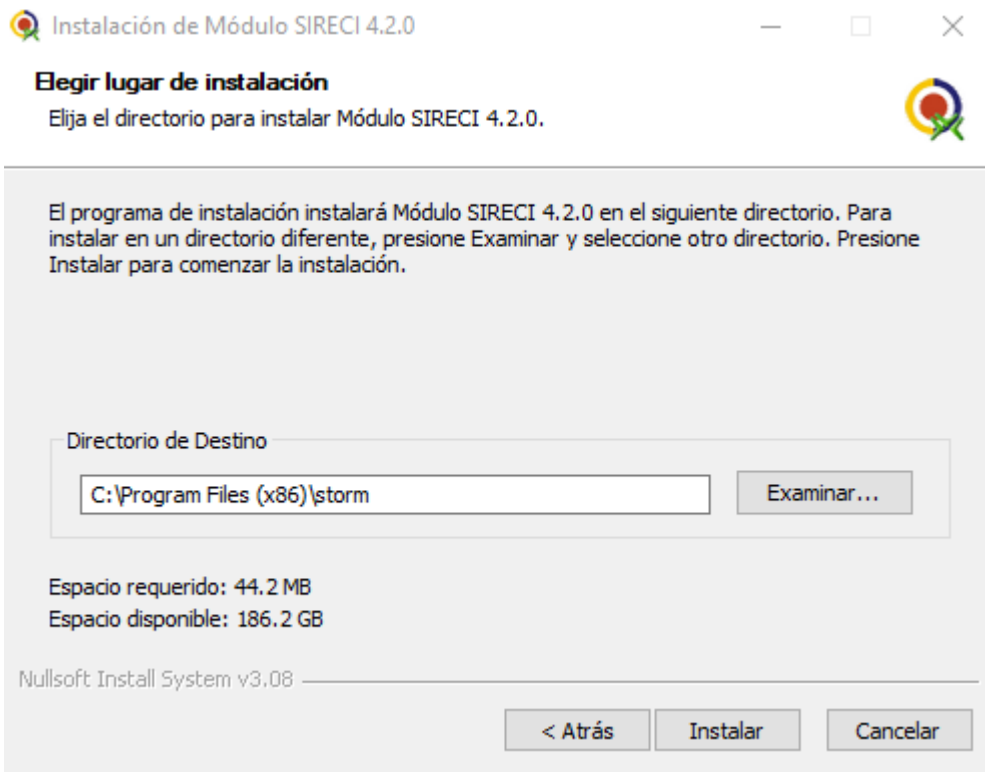 Instalación de Módulo SIRECI 4.2.0
Elegir lugar de instalación
Elija el directorio para instalar Módulo SIRECI 4.2.0.
El programa de instalación instalará Módulo SIRECI 4.2.0 en el siguiente directorio. Para
instalar en un directorio diferente, presione Examinar y seleccione otro directorio. Presione
Instalar para comenzar la instalación.
Directorio de Destino
C:\Program Files (x86)\storm
Examinar...
Espacio requerido: 44.2 MB
Espacio disponible: 186.2 GB
Nullsoft Install System v3.08
< Atrás
Instalar
Cancelar